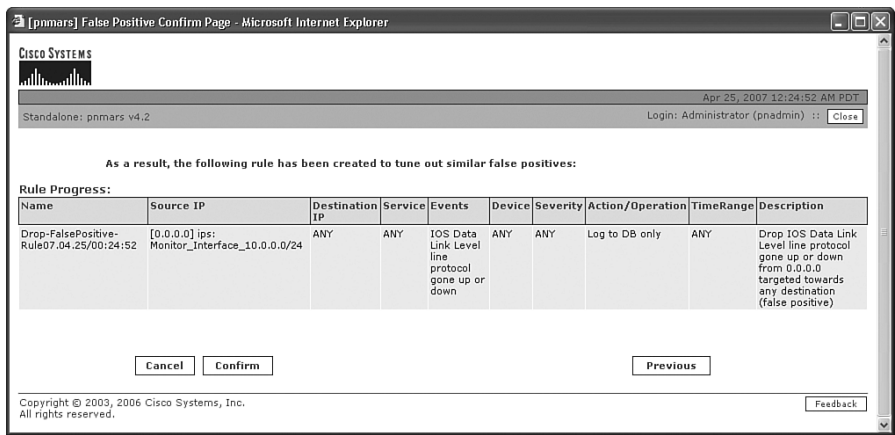 [pnmars] False Positive Confirm Page - Microsoft Internet Explorer
CISCO SYSTEMS
Apr 25, 2007 12:24:52 AM PDT
Standalone: pnmars v4.2
Login: Administrator (pnadmin) :: Close
As a result, the following rule has been created to tune out similar false positives:
Rule Progress:
Name
Source IP
Destination
IP
Service
Events
Device
Severity
Action/Operation
TimeRange
Description
Drop-FalsePositive-
Rule07.04.25/00:24:52
[0.0.0.0] ips:
Monitor_Interface_10.0.0.0/24
ANY
ANY
IOS Data
Link Level
line
protocol
gone up or
down
ANY
ANY
Log to DB only
ANY
Drop IOS Data Link
Level line protocol
gone up or down
from 0.0.0.0
targeted towards
any destination
(false positive)
Cancel
Confirm
Previous
Copyright © 2003, 2006 Cisco Systems, Inc.
All rights reserved.
Feedback